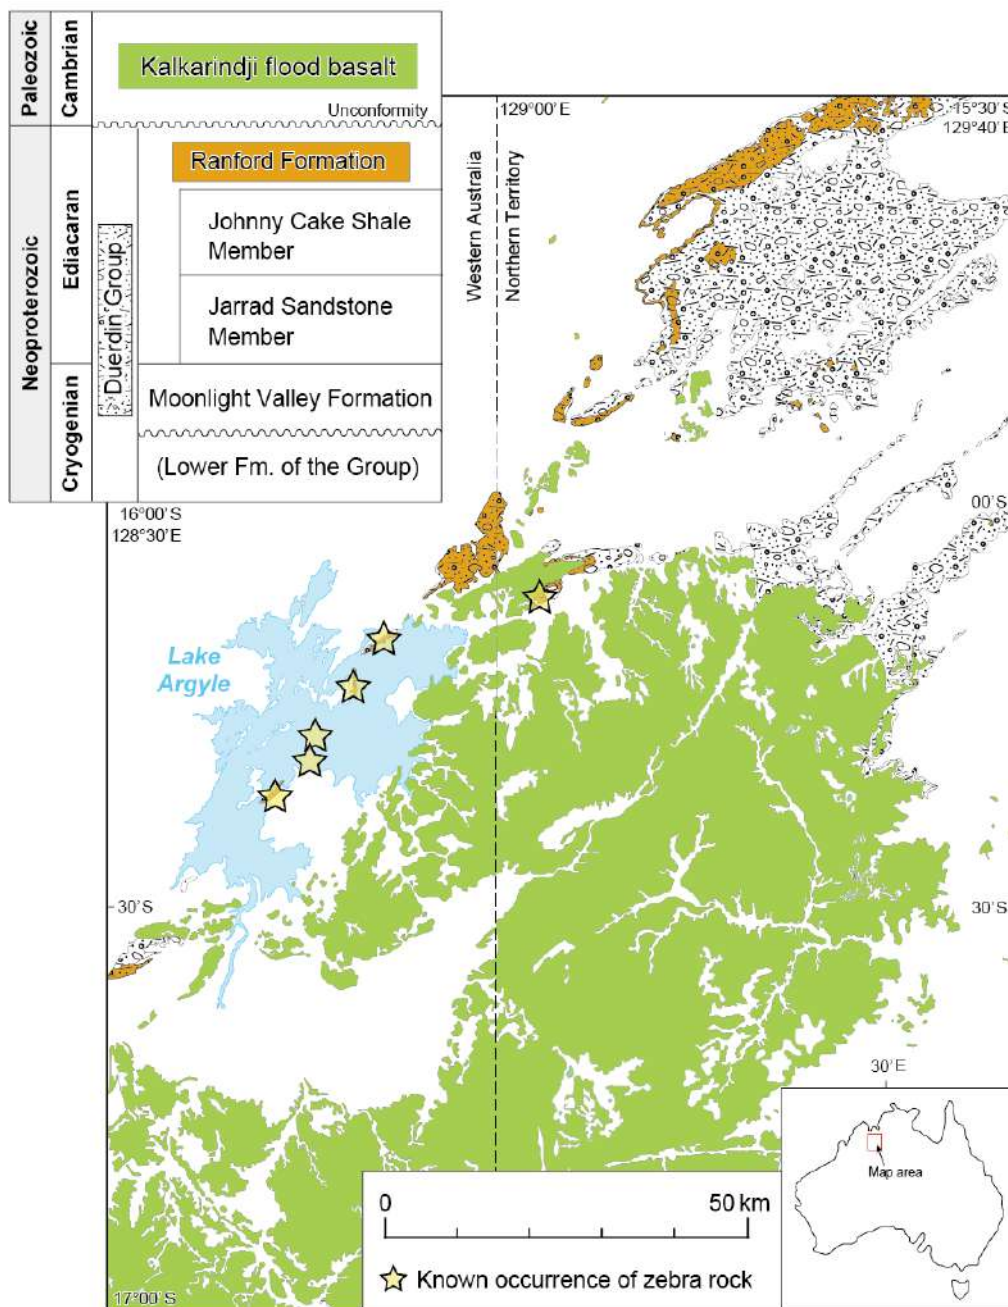 Paleozoic
Cambrian
Kalkarindji flood basalt
Unconformity
Neoproterozoic
Ediacaran
Duerdin Group
Ranford Formation
Johnny Cake Shale
Member
Jarrad Sandstone
Member
Cryogenian
Moonlight Valley Formation
(Lower Fm. of the Group)
129°00' E
15°30' S
129°40' E
Western Australia
Northern Territory
16°00' S
128°30' E
00' S
Lake
Argyle
30' S
30' S
30' E
Map area
0
50 km
Known occurrence of zebra rock
17°00' S